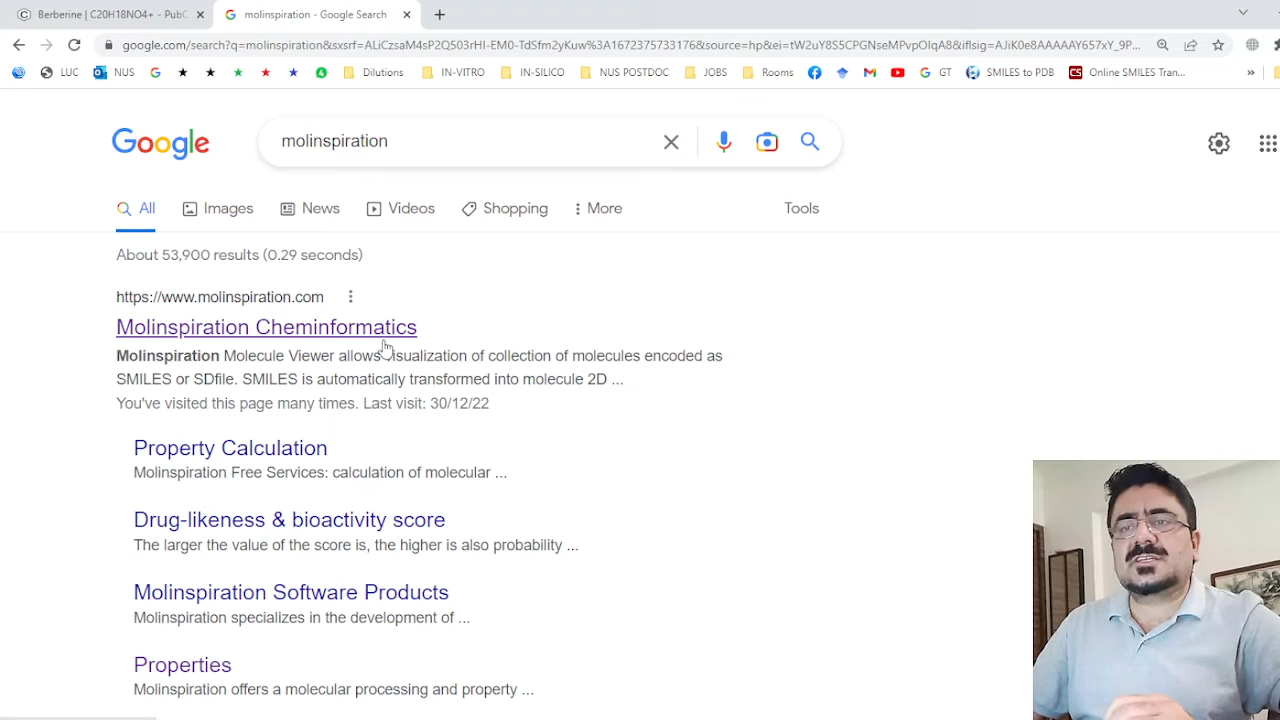 Berberine | C20H18NO4+ - PubC
molinspiration - Google Search
google.com/search?q=molinspiration&sxsrf=ALiCzsaM4sP2Q503rHI-EM0-TdSfm2yKuw%3A1672375733176&source=hp&ei=tW2uY8S5CPGNseMPvpOIqA8&iflsig=AJiK0e8AAAAAY657xY_9P...
LUC
NUS
GT
Dilutions
IN-VITRO
IN-SILICO
NUS POSTDOC
JOBS
Rooms
SMILES to PDB
CS
Online SMILES Tran...
Google
molinspiration
All
Images
News
Videos
Shopping
More
Tools
About 53,900 results (0.29 seconds)
https://www.molinspiration.com
Molinspiration Cheminformatics
Molinspiration Molecule Viewer allows visualization of collection of molecules encoded as
SMILES or SDfile. SMILES is automatically transformed into molecule 2D ...
You've visited this page many times. Last visit: 30/12/22
Property Calculation
Molinspiration Free Services: calculation of molecular ...
Drug-likeness & bioactivity score
The larger the value of the score is, the higher is also probability ...
Molinspiration Software Products
Molinspiration specializes in the development of ...
Properties
Molinspiration offers a molecular processing and property ...